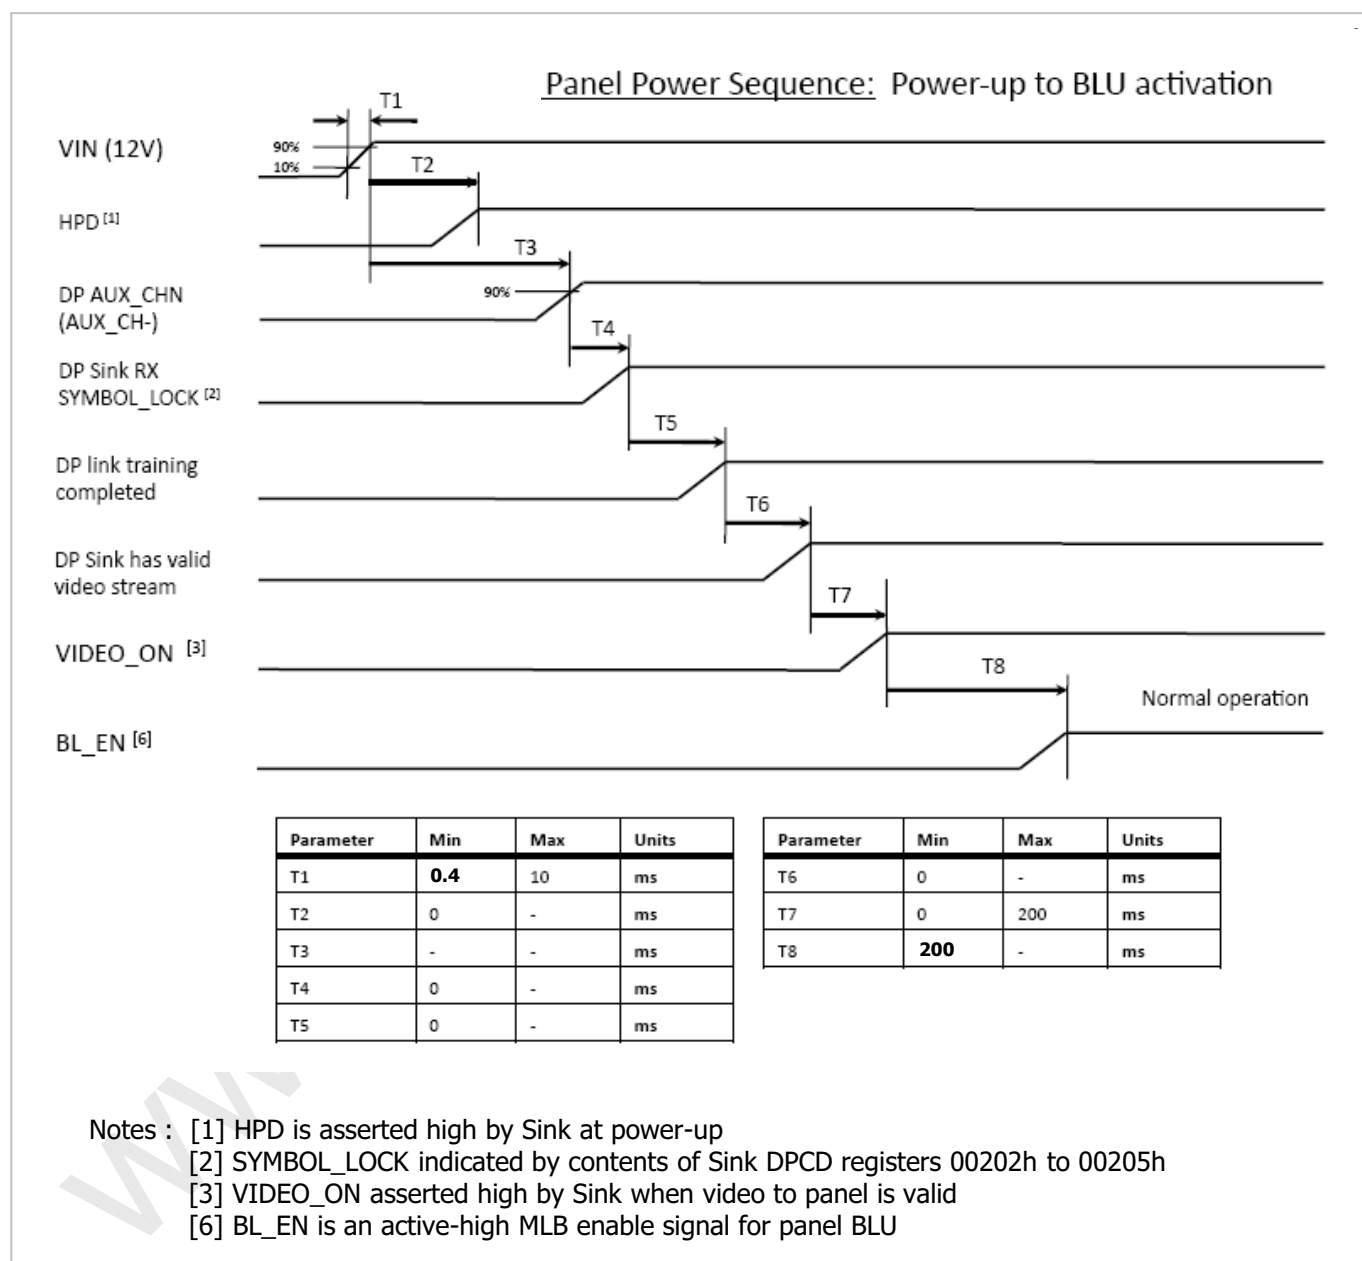 Panel Power Sequence: Power-up to BLU activation
T1
VIN (12V)
90%
10%
T2
HPD [1]
T3
DP AUX_CHN
(AUX_CH-)
90%
T4
DP Sink RX
SYMBOL_LOCK [2]
T5
DP link training
completed
T6
DP Sink has valid
video stream
T7
VIDEO_ON [3]
T8
Normal operation
BL_EN [6]
Parameter Min Max Units
T1 0.4 10 ms
T2 0 - ms
T3 - - ms
T4 0 - ms
T5 0 - ms
Parameter Min Max Units
T6 0 - ms
T7 0 200 ms
T8 200 - ms
Notes : [1] HPD is asserted high by Sink at power-up
[2] SYMBOL_LOCK indicated by contents of Sink DPCD registers 00202h to 00205h
[3] VIDEO_ON asserted high by Sink when video to panel is valid
[6] BL_EN is an active-high MLB enable signal for panel BLU